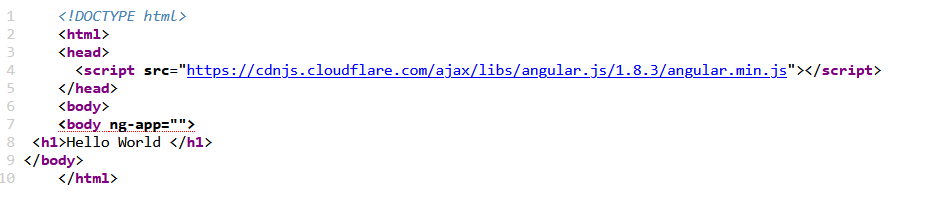 1 <!DOCTYPE html>
2 <html>
3 <head>
4 <script src="https://cdnjs.cloudflare.com/ajax/libs/angular.js/1.8.3/angular.min.js"></script>
5 </head>
6 <body>
7 <body ng-app="">
8 <h1>Hello World </h1>
9 </body>
10 </html>